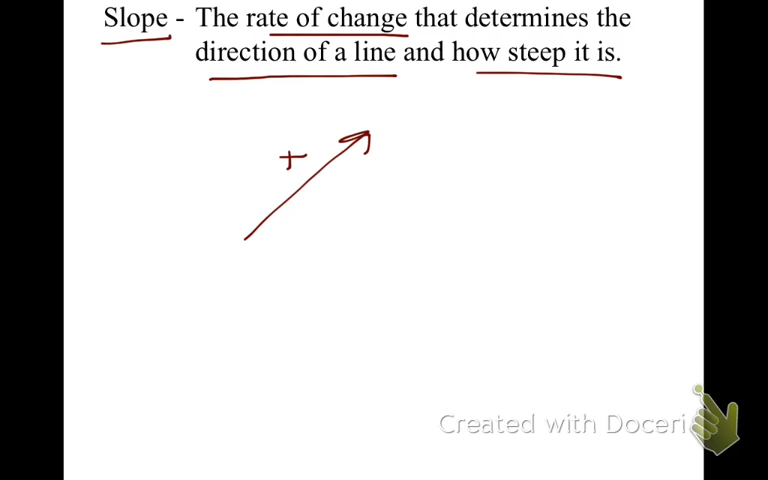 Slope - The rate of change that determines the
direction of a line and how steep it is.
+
Created with Doceri